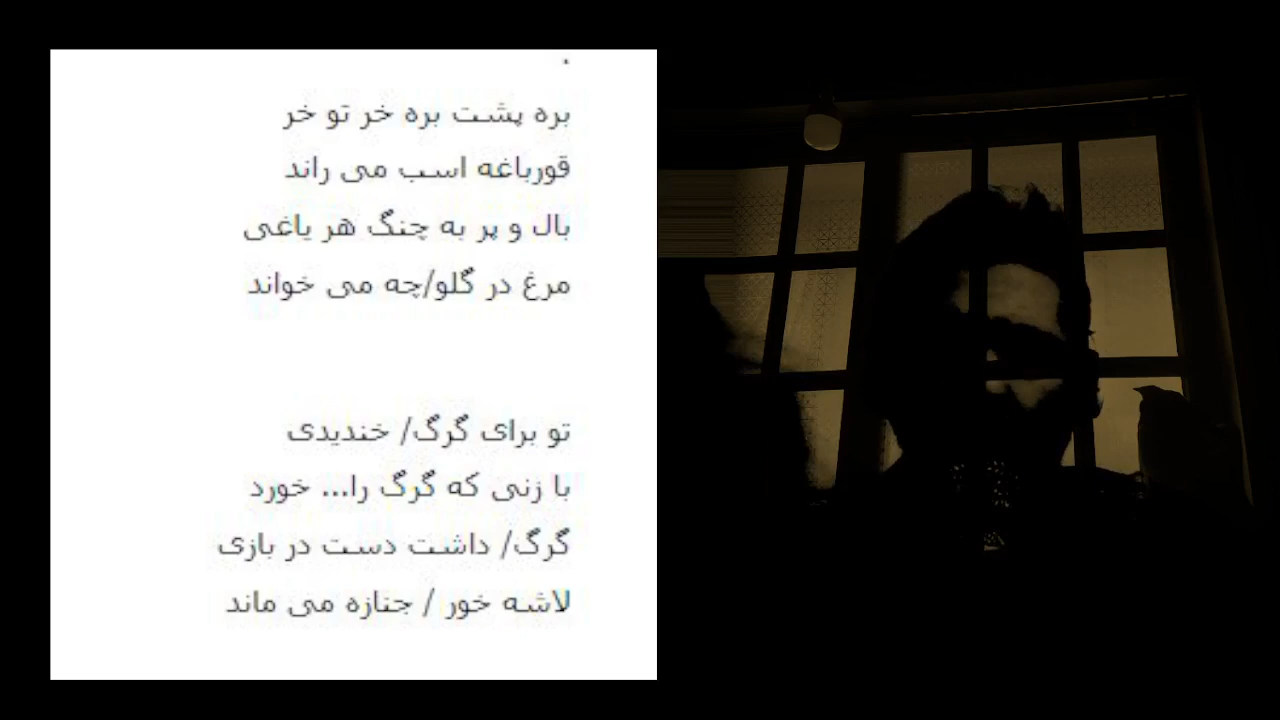 .
بره پشت بره خر تو خر
قورباغه اسب می راند
بال و پر به چنگ هر یاغی
مرغ در گلو/چه می خواند
تو برای گرگ/ خندیدی
با زنی که گرگ را... خورد
گرگ/ داشت دست در بازی
لاشه خور / جنازه می ماند